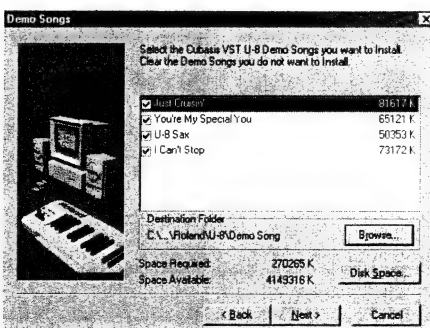 Demo Songs
Select the Cubasis VST U-8 Demo Songs you want to Install.
Clear the Demo Songs you do not want to Install.
Just Cruisin' 81617 K
You're My Special You 65121 K
U-8 Sax 50353 K
I Can't Stop 73172 K
Destination Folder
C:\...\Roland\U-8\Demo Song Browse...
Space Required: 270265 K
Space Available: 4149316 K Disk Space...
< Back Next > Cancel